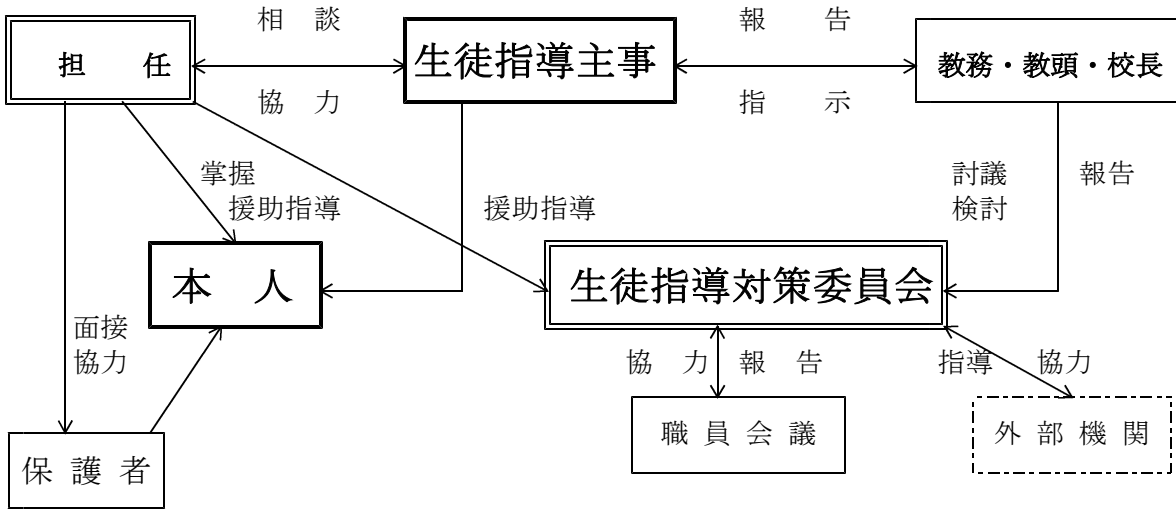 相　談
報　　告
担　　任
生徒指導主事
教務・教頭・校長
協　力
指　　示
掌握
援助指導
援助指導
討議
検討
報告
本　人
生徒指導対策委員会
面接
協力
協　力
報　告
指導
協力
職 員 会 議
外 部 機 関
保 護 者